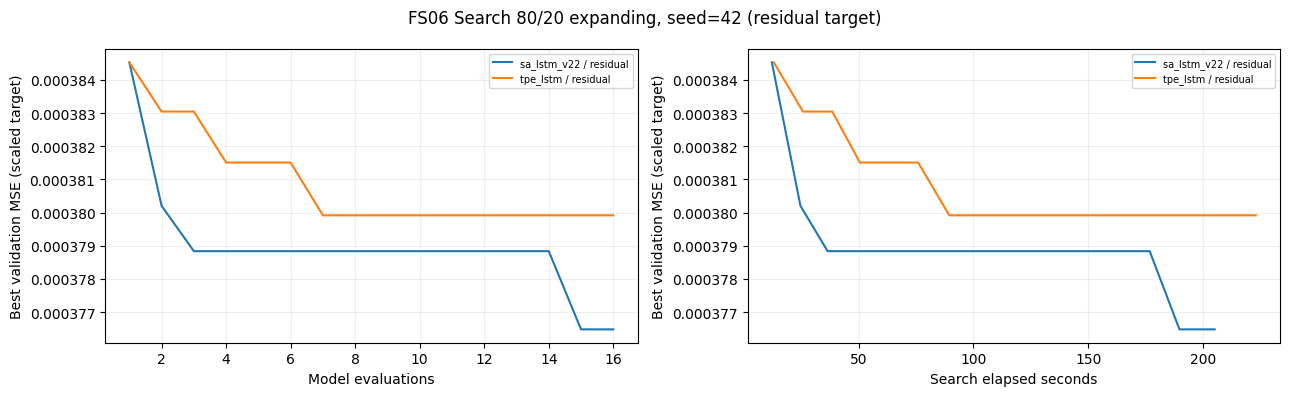 FS06 Search 80/20 expanding, seed=42 (residual target)
Best validation MSE (scaled target)
0.000384
0.000383
0.000382
0.000381
0.000380
0.000379
0.000378
0.000377
sa_lstm_v22 / residual
tpe_lstm / residual
2 4 6 8 10 12 14 16
Model evaluations
Best validation MSE (scaled target)
0.000384
0.000383
0.000382
0.000381
0.000380
0.000379
0.000378
0.000377
sa_lstm_v22 / residual
tpe_lstm / residual
50 100 150 200
Search elapsed seconds